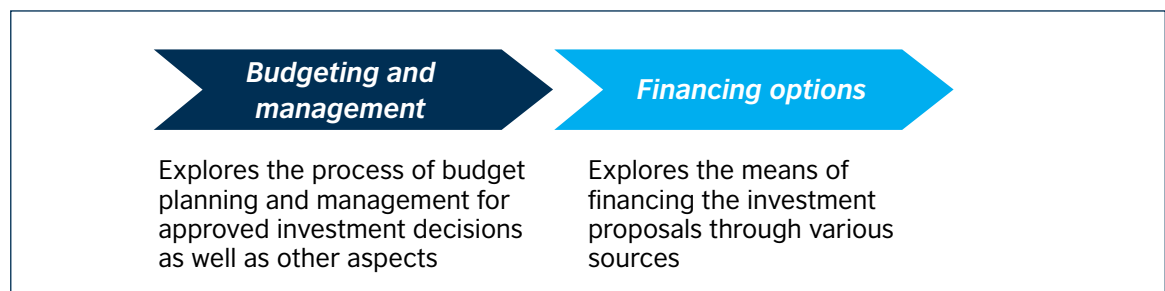 Budgeting and
management
Explores the process of budget
planning and management for
approved investment decisions
as well as other aspects
Financing options
Explores the means of
financing the investment
proposals through various
sources